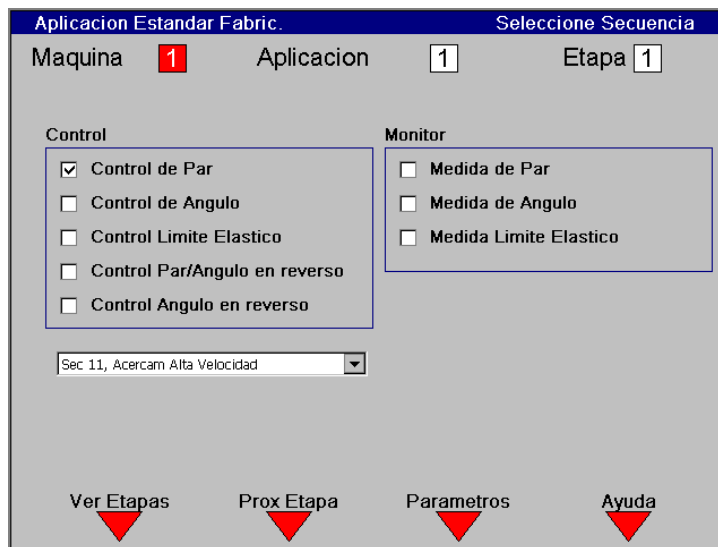 Aplicacion Estandar Fabric. Seleccione Secuencia
Maquina 1 Aplicacion 1 Etapa 1
Control
Control de Par
Control de Angulo
Control Limite Elastico
Control Par/Angulo en reverso
Control Angulo en reverso
Monitor
Medida de Par
Medida de Angulo
Medida Limite Elastico
Sec 11, Acercam Alta Velocidad
Ver Etapas Prox Etapa Parametros Ayuda